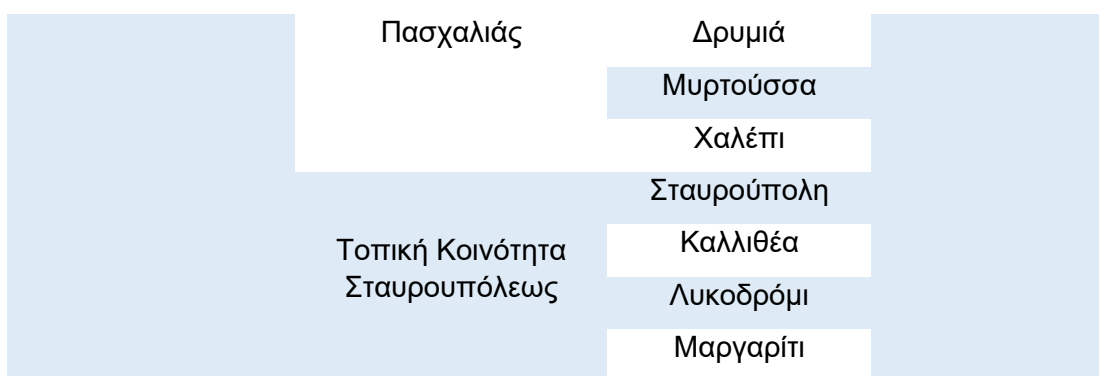 Πασχαλιάς
Δρυμιά
Μυρτούσσα
Χαλέπι
Τοπική Κοινότητα
Σταυρουπόλεως
Σταυρούπολη
Καλλιθέα
Λυκοδρόμι
Μαργαρίτι